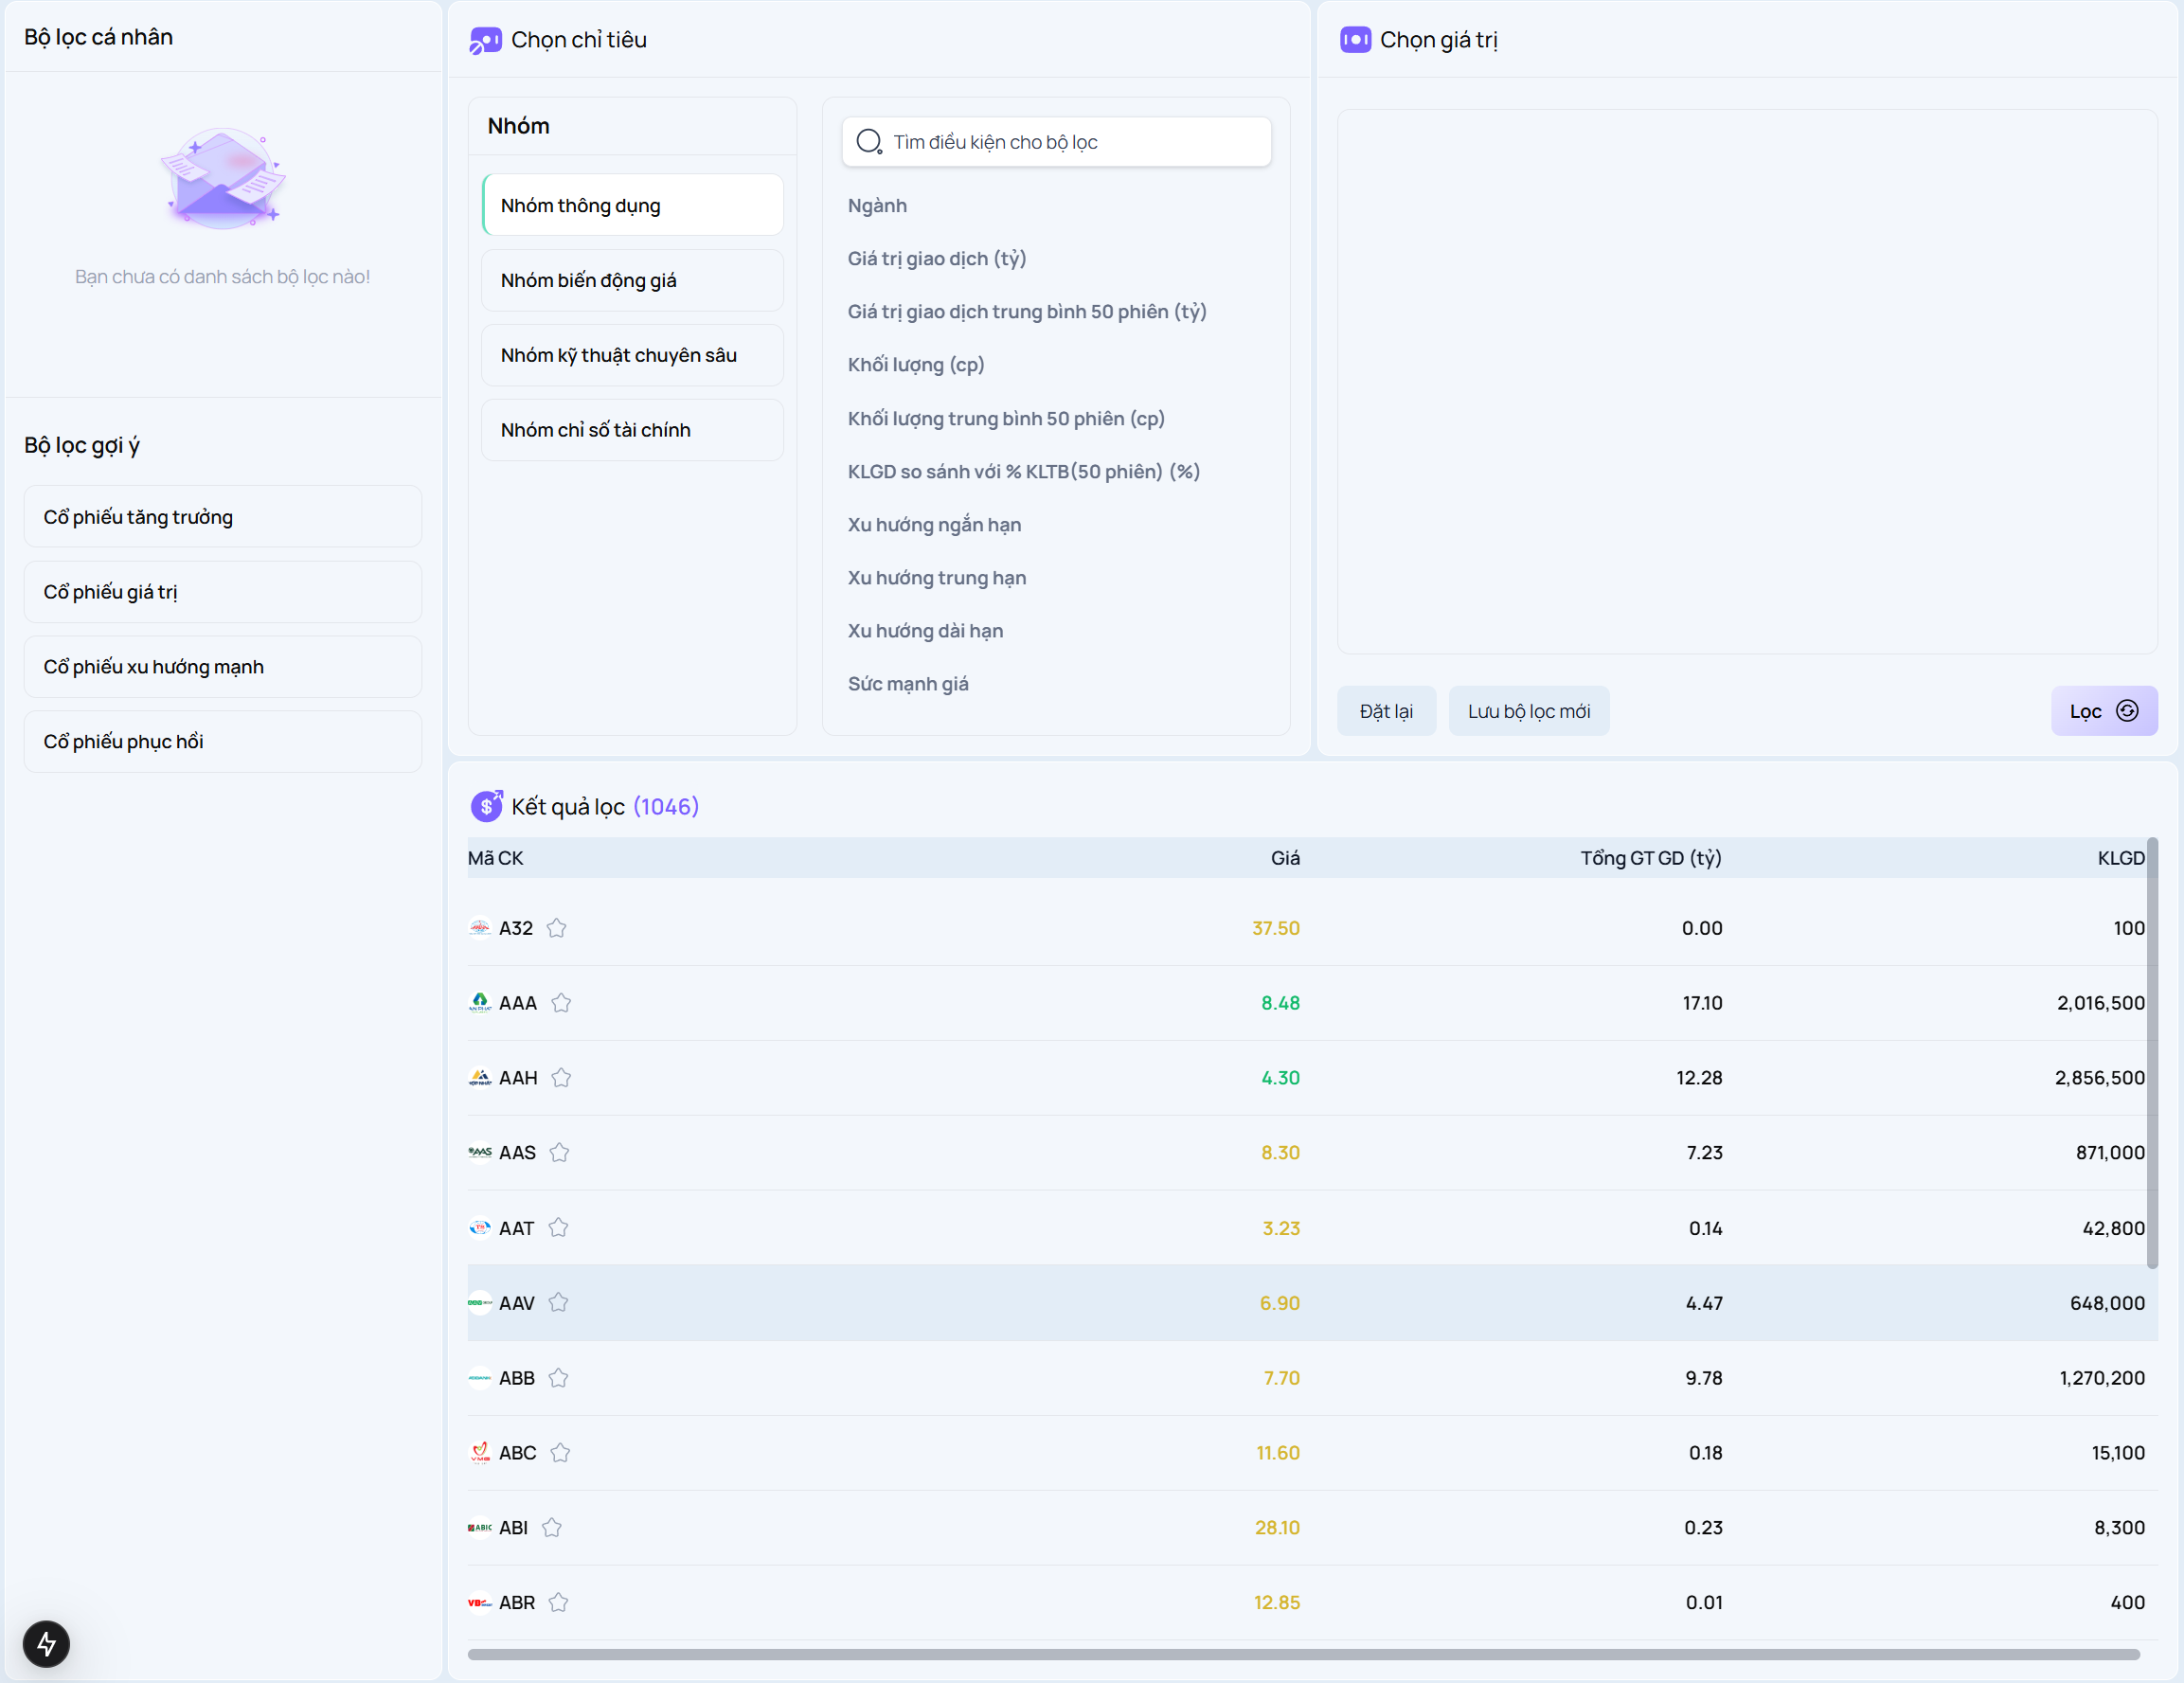 Bộ lọc cá nhân
Bạn chưa có danh sách bộ lọc nào!
Bộ lọc gợi ý
Cổ phiếu tăng trưởng
Cổ phiếu giá trị
Cổ phiếu xu hướng mạnh
Cổ phiếu phục hồi
Chọn chỉ tiêu
Nhóm
Nhóm thông dụng
Nhóm biến động giá
Nhóm kỹ thuật chuyên sâu
Nhóm chỉ số tài chính
Tìm điều kiện cho bộ lọc
Ngành
Giá trị giao dịch (tỷ)
Giá trị giao dịch trung bình 50 phiên (tỷ)
Khối lượng (cp)
Khối lượng trung bình 50 phiên (cp)
KLGD so sánh với % KLTB(50 phiên) (%)
Xu hướng ngắn hạn
Xu hướng trung hạn
Xu hướng dài hạn
Sức mạnh giá
Chọn giá trị
Đặt lại Lưu bộ lọc mới Lọc
Kết quả lọc (1046)
Mã CK Giá Tổng GT GD (tỷ) KLGD
A32 37.50 0.00 100
AAA 8.48 17.10 2,016,500
AAH 4.30 12.28 2,856,500
AAS 8.30 7.23 871,000
AAT 3.23 0.14 42,800
AAV 6.90 4.47 648,000
ABB 7.70 9.78 1,270,200
ABC 11.60 0.18 15,100
ABI 28.10 0.23 8,300
ABR 12.85 0.01 400